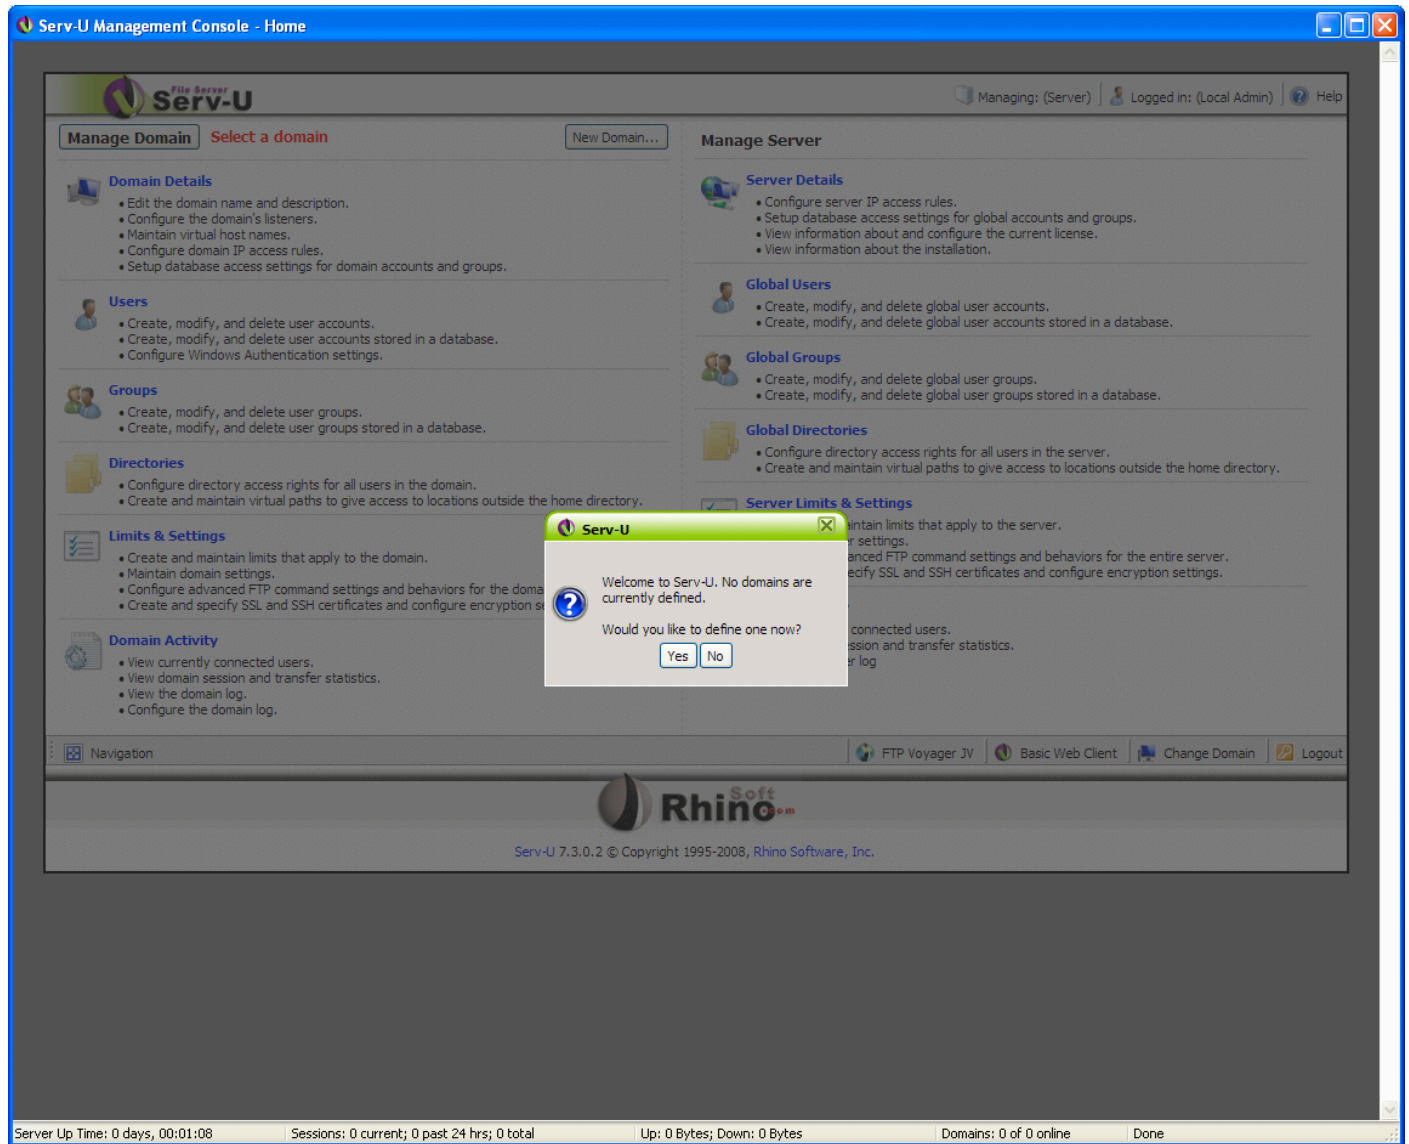 Serv-U Management Console - Home
File Server
Serv-U
Managing: (Server)
Logged in: (Local Admin)
Help
Manage Domain
Select a domain
New Domain...
Domain Details
• Edit the domain name and description.
• Configure the domain's listeners.
• Maintain virtual host names.
• Configure domain IP access rules.
• Setup database access settings for domain accounts and groups.
Users
• Create, modify, and delete user accounts.
• Create, modify, and delete user accounts stored in a database.
• Configure Windows Authentication settings.
Groups
• Create, modify, and delete user groups.
• Create, modify, and delete user groups stored in a database.
Directories
• Configure directory access rights for all users in the domain.
• Create and maintain virtual paths to give access to locations outside the home directory.
Limits & Settings
• Create and maintain limits that apply to the domain.
• Maintain domain settings.
• Configure advanced FTP command settings and behaviors for the doma
• Create and specify SSL and SSH certificates and configure encryption se
Domain Activity
• View currently connected users.
• View domain session and transfer statistics.
• View the domain log.
• Configure the domain log.
Manage Server
Server Details
• Configure server IP access rules.
• Setup database access settings for global accounts and groups.
• View information about and configure the current license.
• View information about the installation.
Global Users
• Create, modify, and delete global user accounts.
• Create, modify, and delete global user accounts stored in a database.
Global Groups
• Create, modify, and delete global user groups.
• Create, modify, and delete global user groups stored in a database.
Global Directories
• Configure directory access rights for all users in the server.
• Create and maintain virtual paths to give access to locations outside the home directory.
Server Limits & Settings
aintain limits that apply to the server.
r settings.
anced FTP command settings and behaviors for the entire server.
ecify SSL and SSH certificates and configure encryption settings.
connected users.
ession and transfer statistics.
er log
Serv-U
Welcome to Serv-U. No domains are
currently defined.
Would you like to define one now?
Yes
No
Navigation
FTP Voyager JV
Basic Web Client
Change Domain
Logout
RhinoSoft.com
Serv-U 7.3.0.2 © Copyright 1995-2008, Rhino Software, Inc.
Server Up Time: 0 days, 00:01:08
Sessions: 0 current; 0 past 24 hrs; 0 total
Up: 0 Bytes; Down: 0 Bytes
Domains: 0 of 0 online
Done